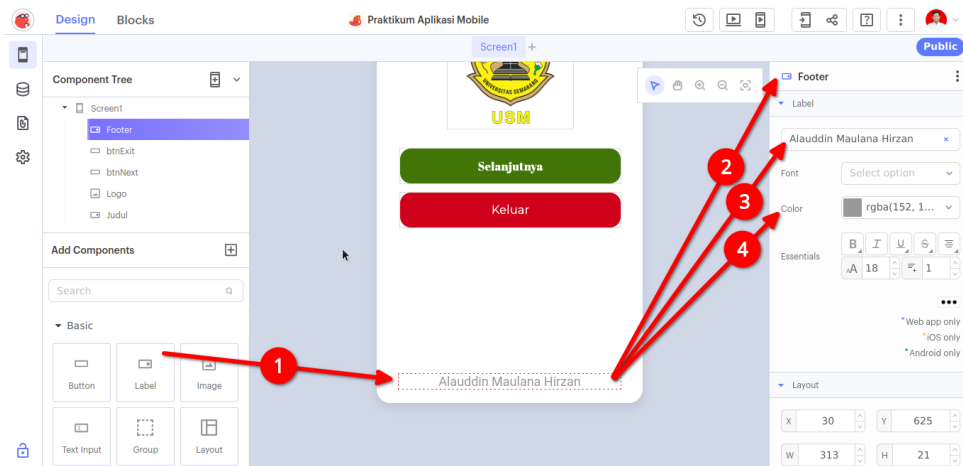 Design
Blocks
Praktikum Aplikasi Mobile
Screen1 +
Public
Component Tree
Screen1
Footer
btnExit
btnNext
Logo
Judul
Add Components
Search
Basic
Button
Label
Image
Text Input
Group
Layout
UNIVERSITAS SEMARANG
USM
Selanjutnya
Keluar
Alauddin Maulana Hirzan
1
2
3
4
Footer
Label
Alauddin Maulana Hirzan ×
Font
Select option
Color
rgba(152, 1...
Essentials
B I U S
AA 18
1
*Web app only
*iOS only
*Android only
Layout
X 30
Y 625
W 313
H 21